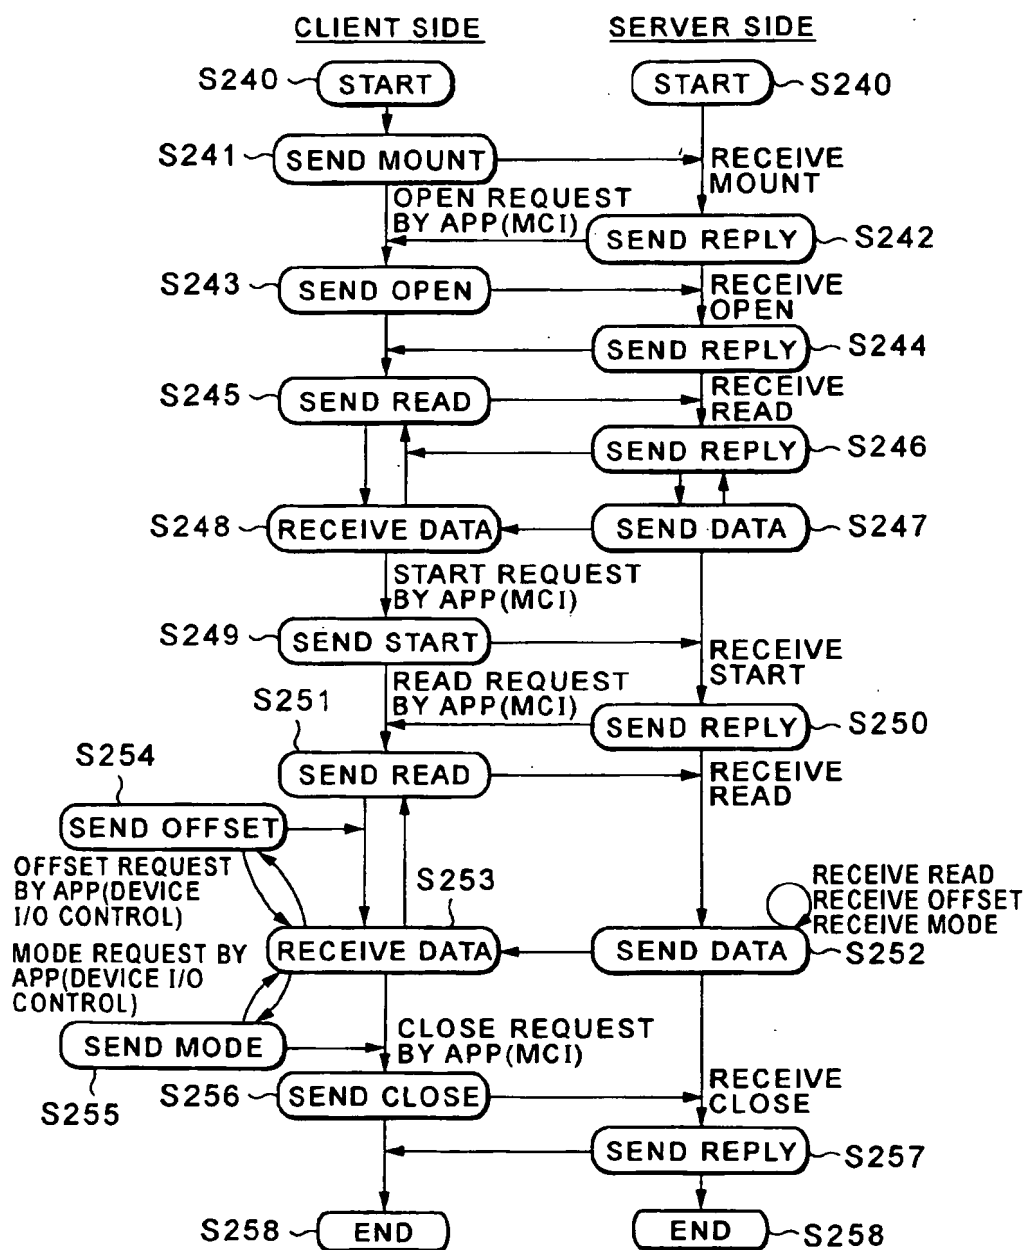 CLIENT SIDE
SERVER SIDE
S240
START
START
S240
S241
SEND MOUNT
RECEIVE
MOUNT
OPEN REQUEST
BY APP(MCI)
SEND REPLY
S242
S243
SEND OPEN
RECEIVE
OPEN
SEND REPLY
S244
S245
SEND READ
RECEIVE
READ
SEND REPLY
S246
S248
RECEIVE DATA
SEND DATA
S247
START REQUEST
BY APP(MCI)
S249
SEND START
RECEIVE
START
READ REQUEST
BY APP(MCI)
S251
SEND REPLY
S250
SEND READ
RECEIVE
READ
S254
SEND OFFSET
OFFSET REQUEST
BY APP(DEVICE
I/O CONTROL)
S253
RECEIVE READ
RECEIVE OFFSET
RECEIVE MODE
RECEIVE DATA
SEND DATA
S252
MODE REQUEST BY
APP(DEVICE I/O
CONTROL)
SEND MODE
S255
CLOSE REQUEST
BY APP(MCI)
S256
SEND CLOSE
RECEIVE
CLOSE
SEND REPLY
S257
S258
END
END
S258